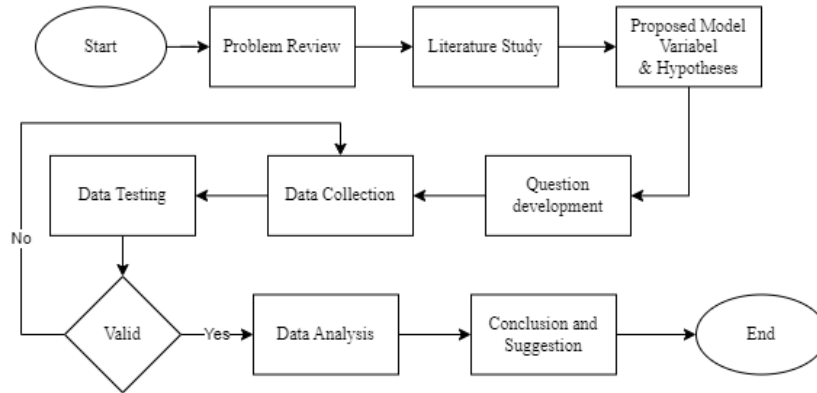 Start
Problem Review
Literature Study
Proposed Model
Variabel
& Hypotheses
Data Testing
Data Collection
Question
development
No
Valid
Yes
Data Analysis
Conclusion and
Suggestion
End